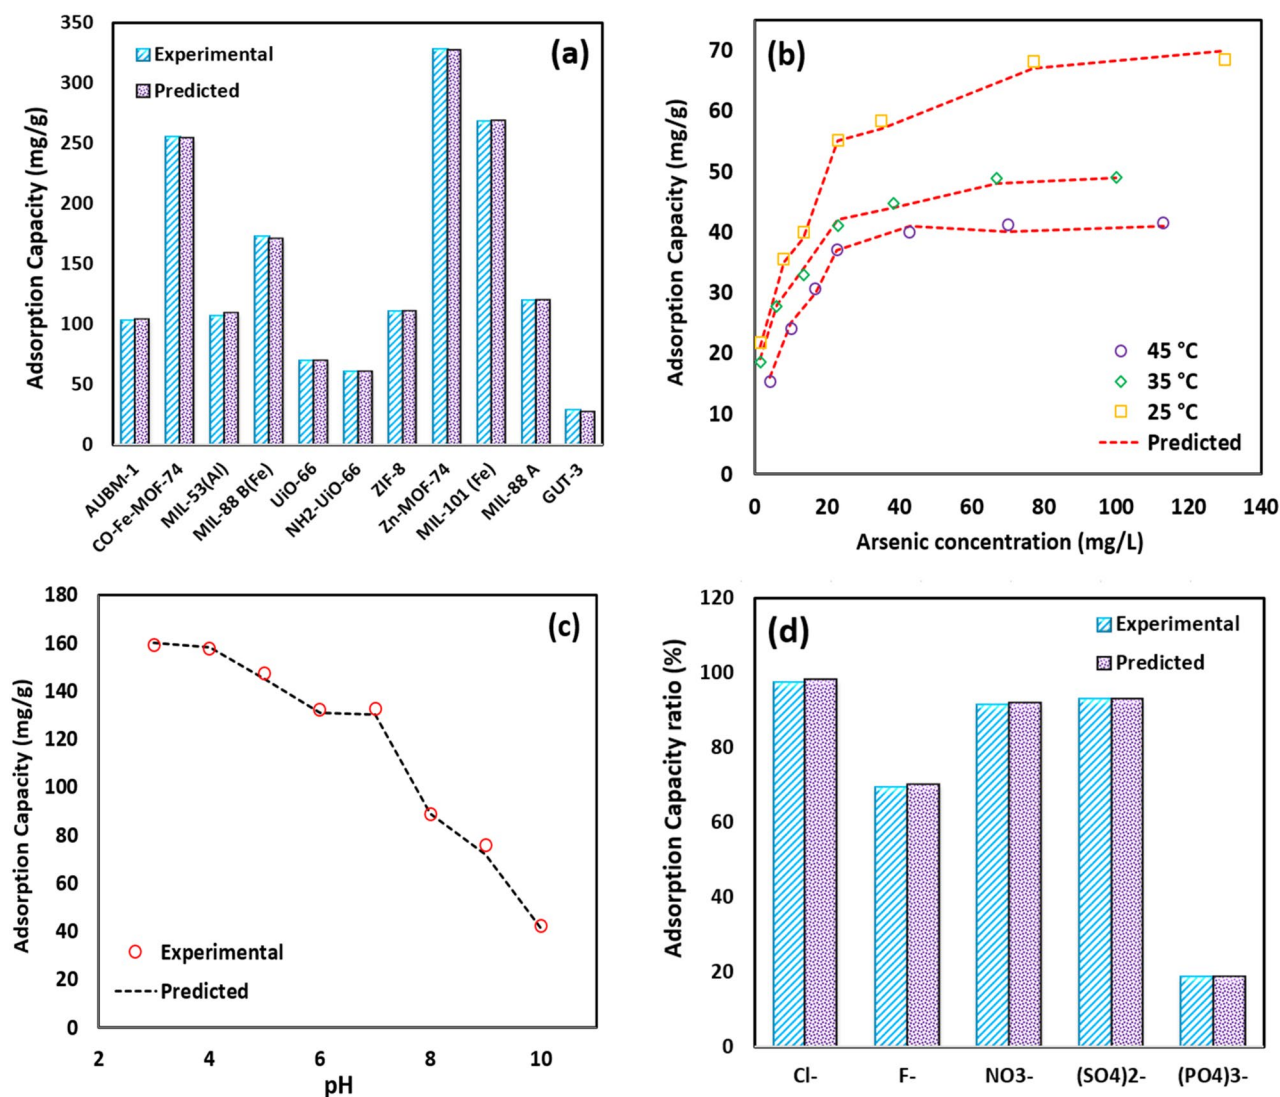 350
300
250
200
150
100
50
0
Adsorption Capacity (mg/g)
Experimental
Predicted
(a)
AUBM-1
CO-Fe-MOF-74
MIL-53(Al)
MIL-88 B(Fe)
UiO-66
NH2-UiO-66
ZIF-8
Zn-MOF-74
MIL-101 (Fe)
MIL-88 A
GUT-3
70
60
50
40
30
20
10
0
Adsorption Capacity (mg/g)
(b)
45 °C
35 °C
25 °C
Predicted
0 20 40 60 80 100 120 140
Arsenic concentration (mg/L)
180
160
140
120
100
80
60
40
20
0
Adsorption Capacity (mg/g)
(c)
Experimental
Predicted
2 4 6 8 10
pH
120
100
80
60
40
20
0
Adsorption Capacity ratio (%)
(d)
Experimental
Predicted
Cl- F- NO3- (SO4)2- (PO4)3-